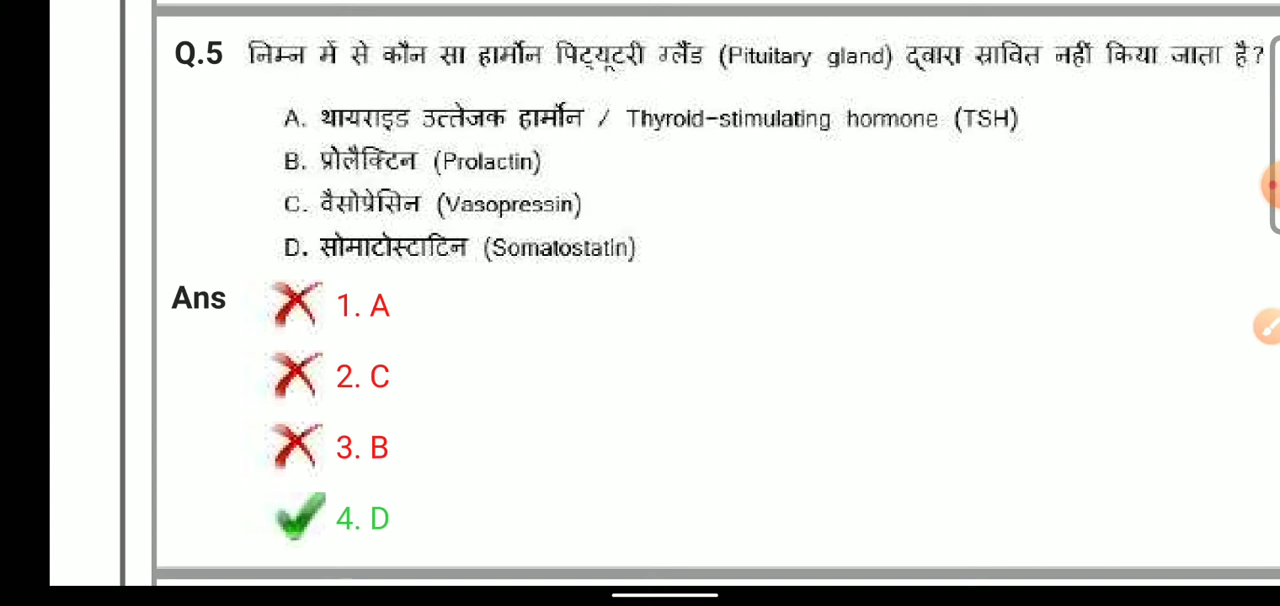 Q.5 निम्न में से कौन सा हार्मोन पिट्यूटरी ग्लैंड (Pituitary gland) द्वारा स्रावित नहीं किया जाता है?
A. थायराइड उत्तेजक हार्मोन / Thyroid-stimulating hormone (TSH)
B. प्रोलैक्टिन (Prolactin)
C. वैसोप्रेसिन (Vasopressin)
D. सोमाटोस्टाटिन (Somatostatin)
Ans 1. A
2. C
3. B
4. D